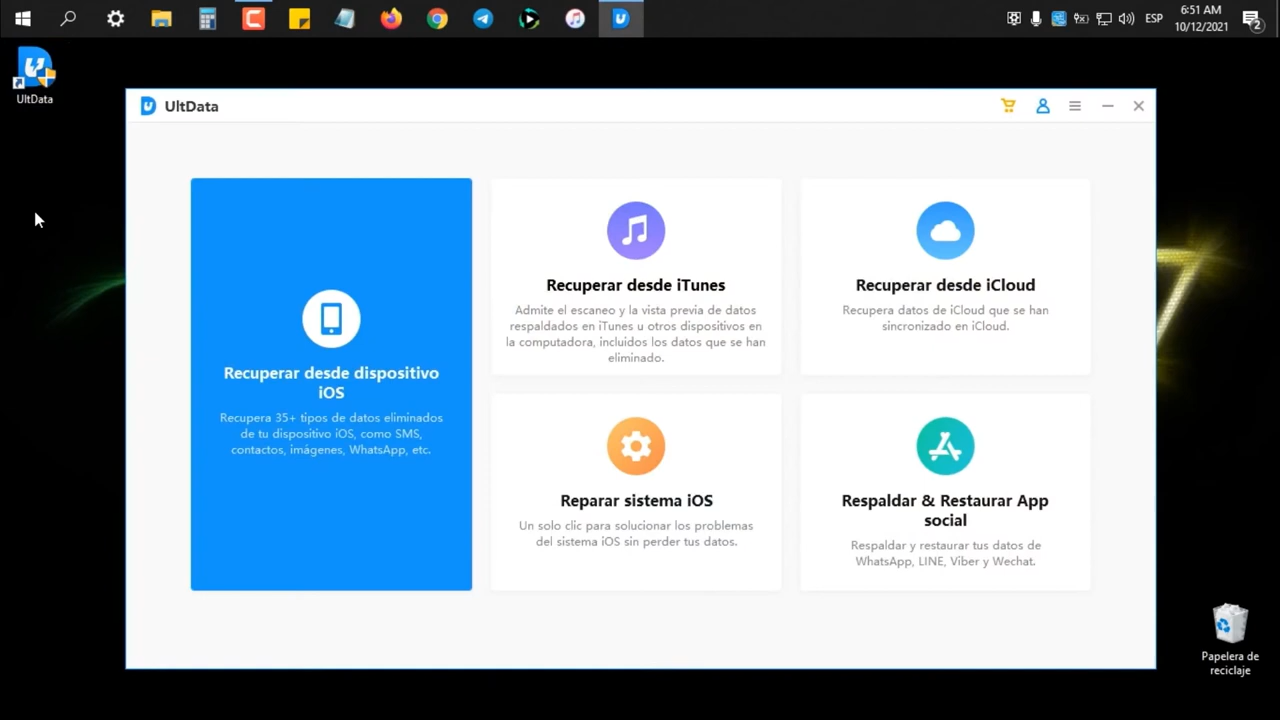 ESP
6:51 AM
10/12/2021
2
UltData
UltData
Recuperar desde dispositivo
iOS
Recupera 35+ tipos de datos eliminados
de tu dispositivo iOS, como SMS,
contactos, imágenes, WhatsApp, etc.
Recuperar desde iTunes
Admite el escaneo y la vista previa de datos
respaldados en iTunes u otros dispositivos en
la computadora, incluidos los datos que se han
eliminado.
Recuperar desde iCloud
Recupera datos de iCloud que se han
sincronizado en iCloud.
Reparar sistema iOS
Un solo clic para solucionar los problemas
del sistema iOS sin perder tus datos.
Respaldar & Restaurar App
social
Respaldar y restaurar tus datos de
WhatsApp, LINE, Viber y Wechat.
Papelera de
reciclaje